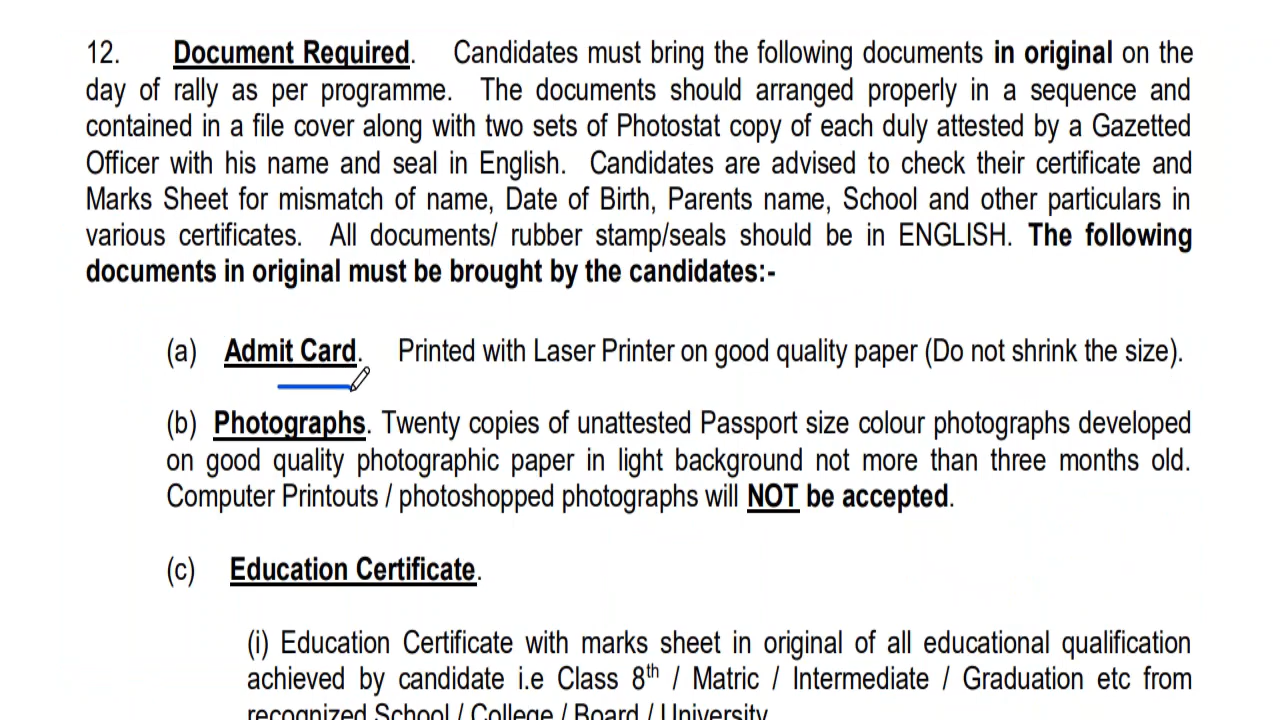 12. Document Required. Candidates must bring the following documents in original on the
day of rally as per programme. The documents should arranged properly in a sequence and
contained in a file cover along with two sets of Photostat copy of each duly attested by a Gazetted
Officer with his name and seal in English. Candidates are advised to check their certificate and
Marks Sheet for mismatch of name, Date of Birth, Parents name, School and other particulars in
various certificates. All documents/ rubber stamp/seals should be in ENGLISH. The following
documents in original must be brought by the candidates:-
(a) Admit Card. Printed with Laser Printer on good quality paper (Do not shrink the size).
(b) Photographs. Twenty copies of unattested Passport size colour photographs developed
on good quality photographic paper in light background not more than three months old.
Computer Printouts / photoshopped photographs will NOT be accepted.
(c) Education Certificate.
(i) Education Certificate with marks sheet in original of all educational qualification
achieved by candidate i.e Class 8th / Matric / Intermediate / Graduation etc from
recognized School / College / Board / University